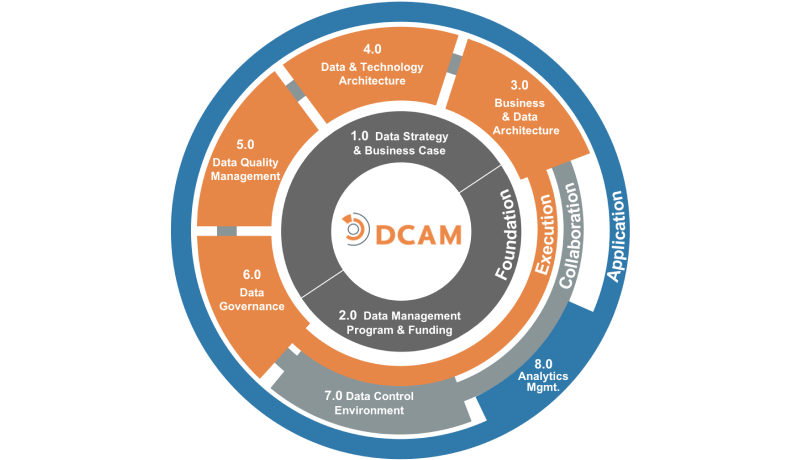 4.0
Data & Technology
Architecture
3.0
Business
& Data
Architecture
5.0
Data Quality
Management
1.0 Data Strategy
& Business Case
DCAM
Foundation
Execution
Collaboration
Application
6.0
Data
Governance
2.0 Data Management
Program & Funding
8.0
Analytics
Mgmt.
7.0 Data Control
Environment